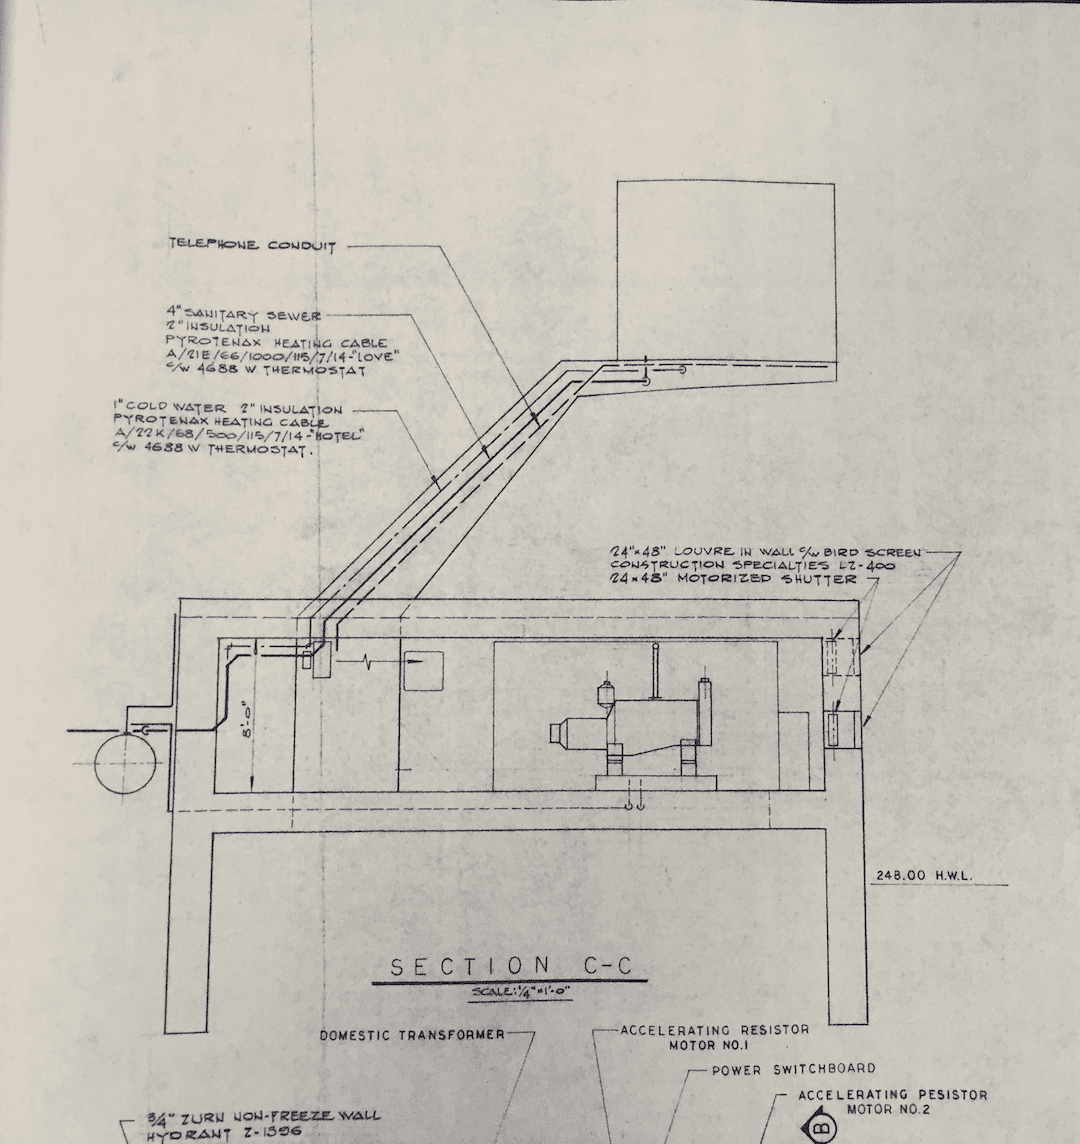 TELEPHONE CONDUIT
4" SANITARY SEWER
2" INSULATION
PYROTENAX HEATING CABLE
A/21E/66/1000/115/7/14-"LOVE"
C/W 4688 W THERMOSTAT
1" COLD WATER 2" INSULATION
PYROTENAX HEATING CABLE
A/22K/68/500/115/7/14-"HOTEL"
C/W 4688 W THERMOSTAT.
24"x48" LOUVRE IN WALL C/W BIRD SCREEN
CONSTRUCTION SPECIALTIES LZ-400
24x48" MOTORIZED SHUTTER
8'-0"
248.00 H.W.L.
SECTION C-C
SCALE: 1/4"=1'-0"
DOMESTIC TRANSFORMER
ACCELERATING RESISTOR
MOTOR NO.1
POWER SWITCHBOARD
ACCELERATING RESISTOR
MOTOR NO.2
B
3/4" ZURN NON-FREEZE WALL
HYDRANT Z-1396